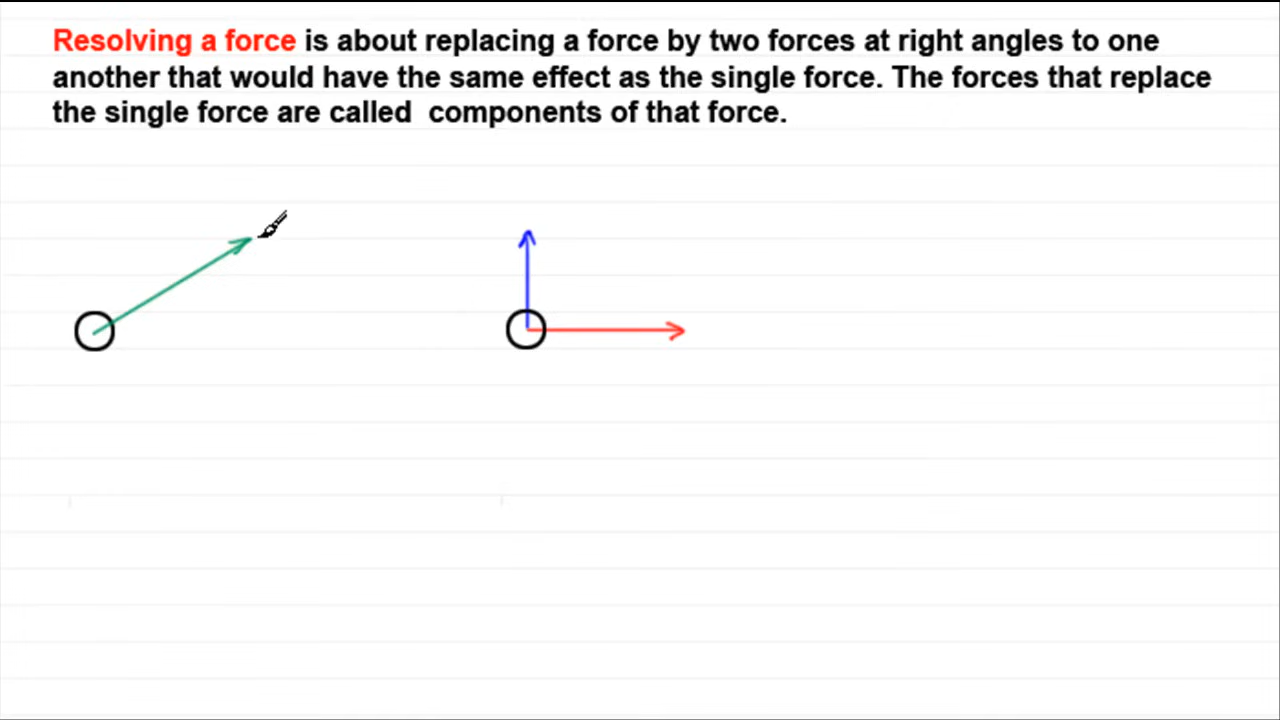 Resolving a force is about replacing a force by two forces at right angles to one
another that would have the same effect as the single force. The forces that replace
the single force are called  components of that force.